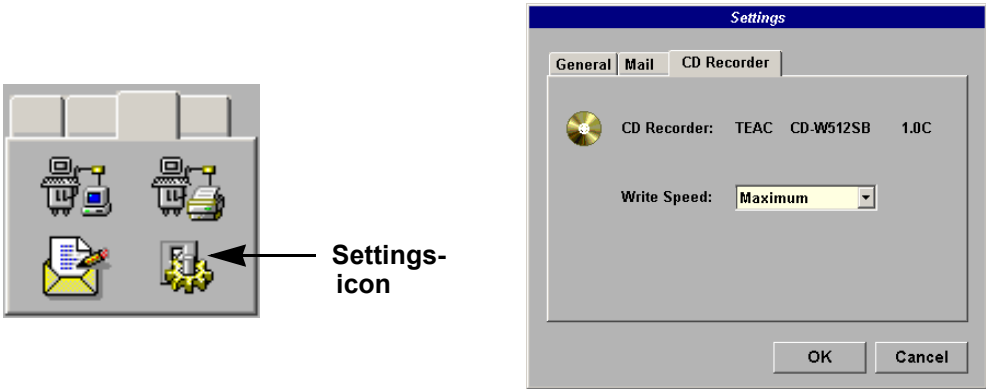 Settings-
icon
Settings
General Mail CD Recorder
CD Recorder: TEAC CD-W512SB 1.0C
Write Speed: Maximum
OK Cancel